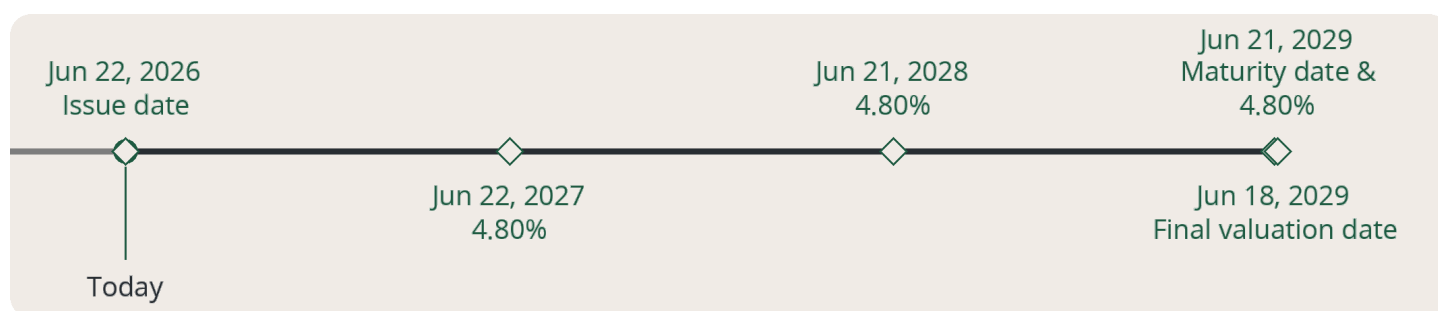 Jun 22, 2026
Issue date
Today
Jun 22, 2027
4.80%
Jun 21, 2028
4.80%
Jun 21, 2029
Maturity date &
4.80%
Jun 18, 2029
Final valuation date